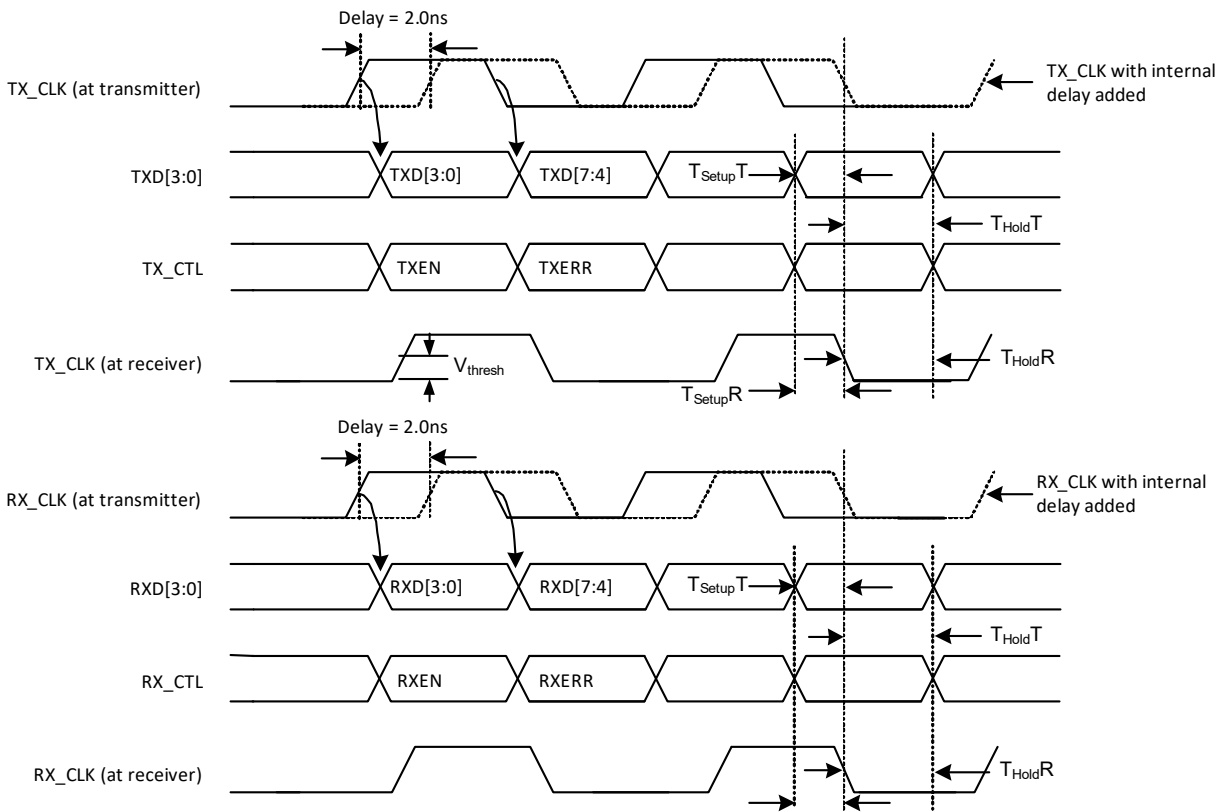 Delay = 2.0ns
TX_CLK (at transmitter)
TX_CLK with internal
delay added
TXD[3:0]
TXD[3:0]
TXD[7:4]
TSetupT
THoldT
TX_CTL
TXEN
TXERR
TX_CLK (at receiver)
Vthresh
THoldR
TSetupR
Delay = 2.0ns
RX_CLK (at transmitter)
RX_CLK with internal
delay added
RXD[3:0]
RXD[3:0]
RXD[7:4]
TSetupT
THoldT
RX_CTL
RXEN
RXERR
RX_CLK (at receiver)
THoldR